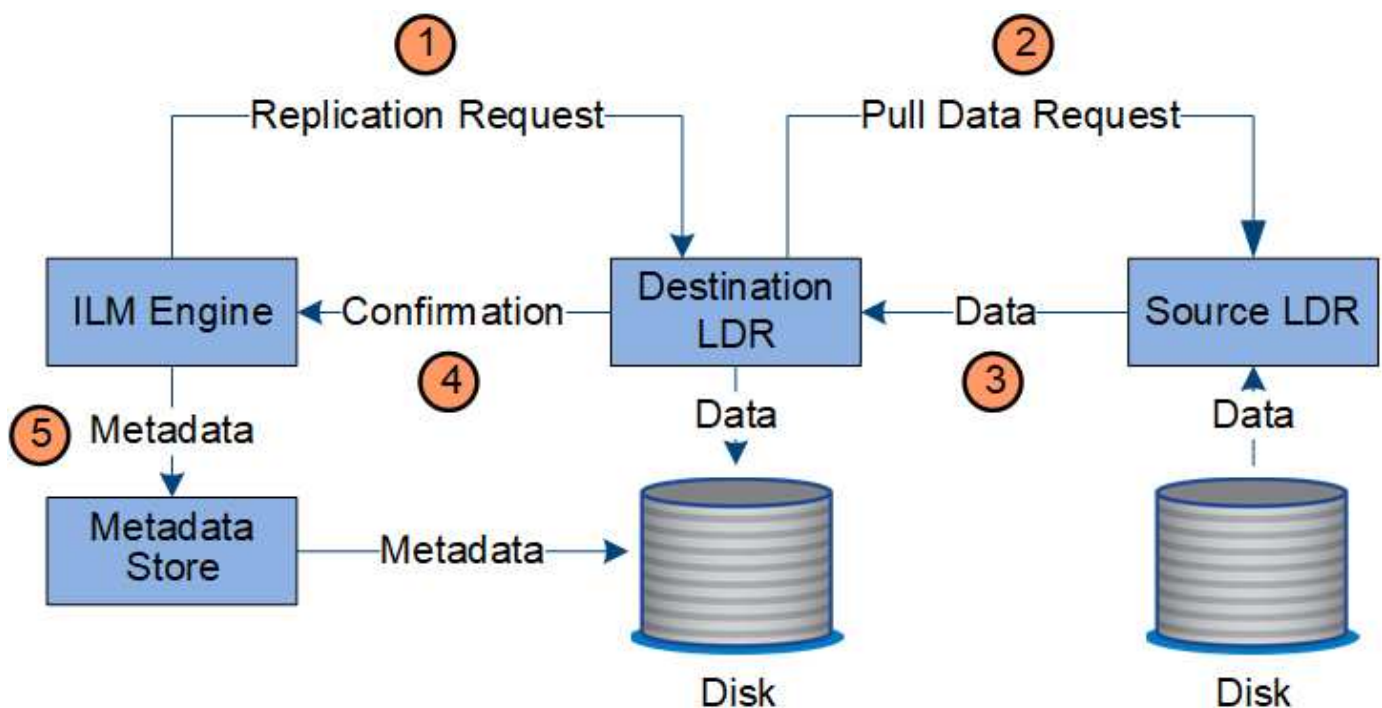 1
2
Replication Request
Pull Data Request
ILM Engine
Confirmation
Destination
LDR
Data
Source LDR
4
3
5
Metadata
Data
Data
Metadata
Store
Metadata
Disk
Disk